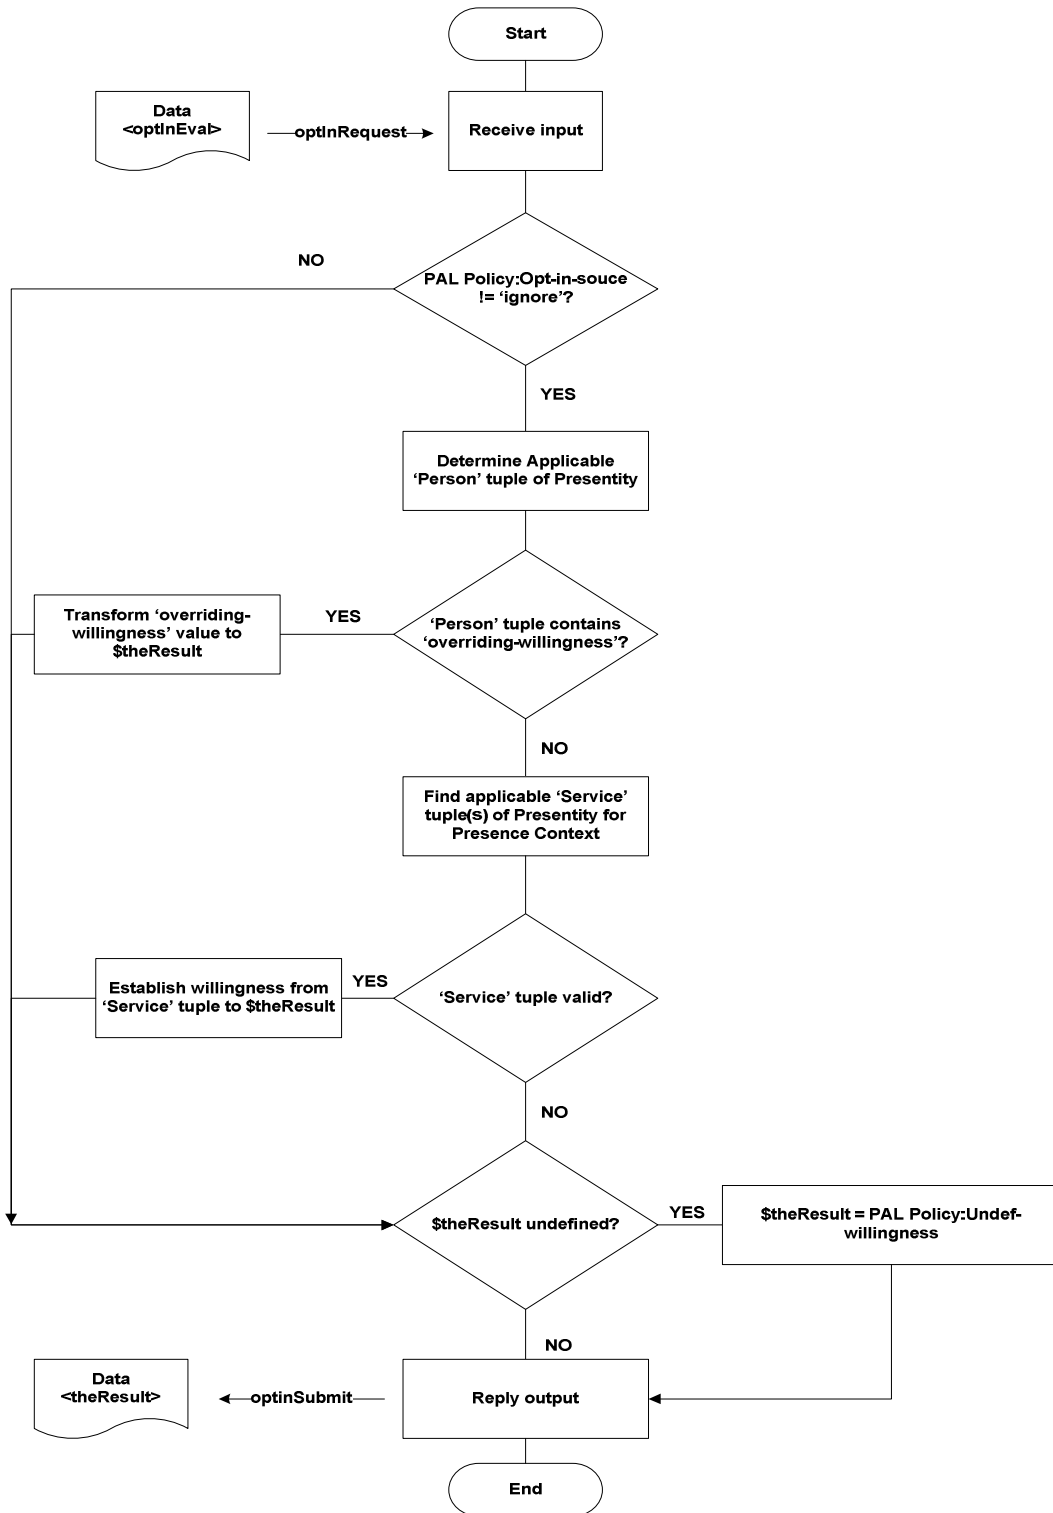 Start
Data
<optInEval>
optInRequest
Receive input
NO
PAL Policy:Opt-in-souce
!= ‘ignore’?
YES
Determine Applicable
‘Person’ tuple of Presentity
Transform ‘overriding-
willingness’ value to
$theResult
YES
‘Person’ tuple contains
‘overriding-willingness’?
NO
Find applicable ‘Service’
tuple(s) of Presentity for
Presence Context
Establish willingness from
‘Service’ tuple to $theResult
YES
‘Service’ tuple valid?
NO
$theResult undefined?
YES
$theResult = PAL Policy:Undef-
willingness
NO
Data
<theResult>
optinSubmit
Reply output
End